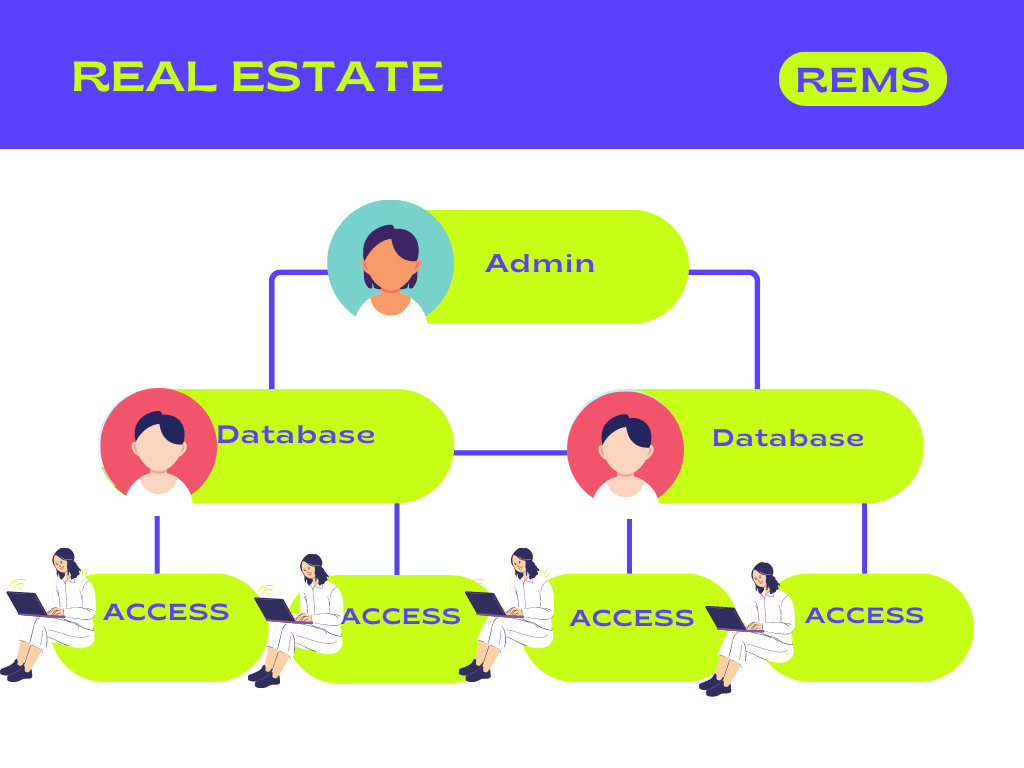 REAL ESTATE
REMS
Admin
Database
Database
ACCESS
ACCESS
ACCESS
ACCESS